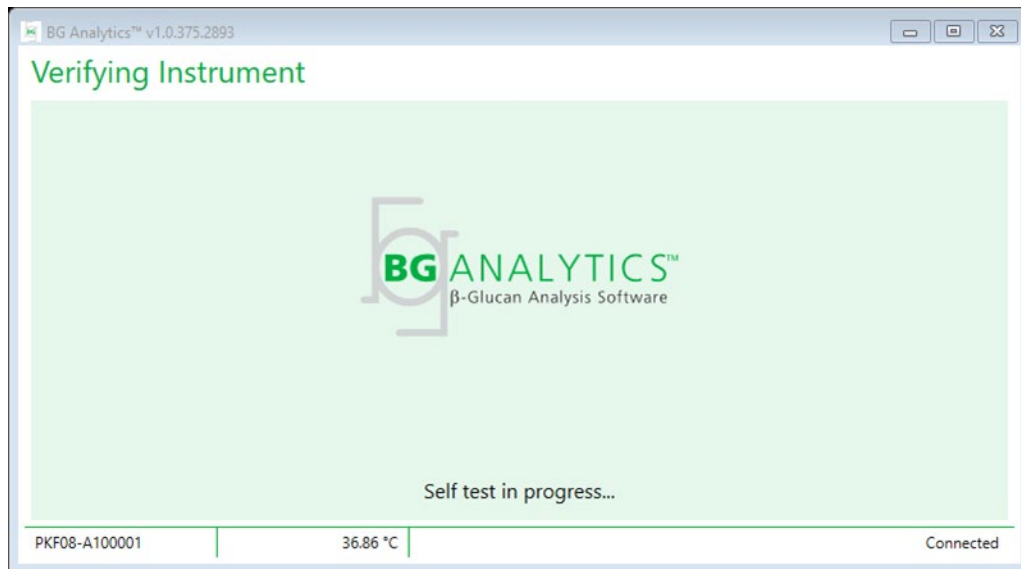 BG Analytics™ v1.0.375.2893
Verifying Instrument
BG ANALYTICS™
β-Glucan Analysis Software
Self test in progress...
PKF08-A100001 36.86 °C Connected